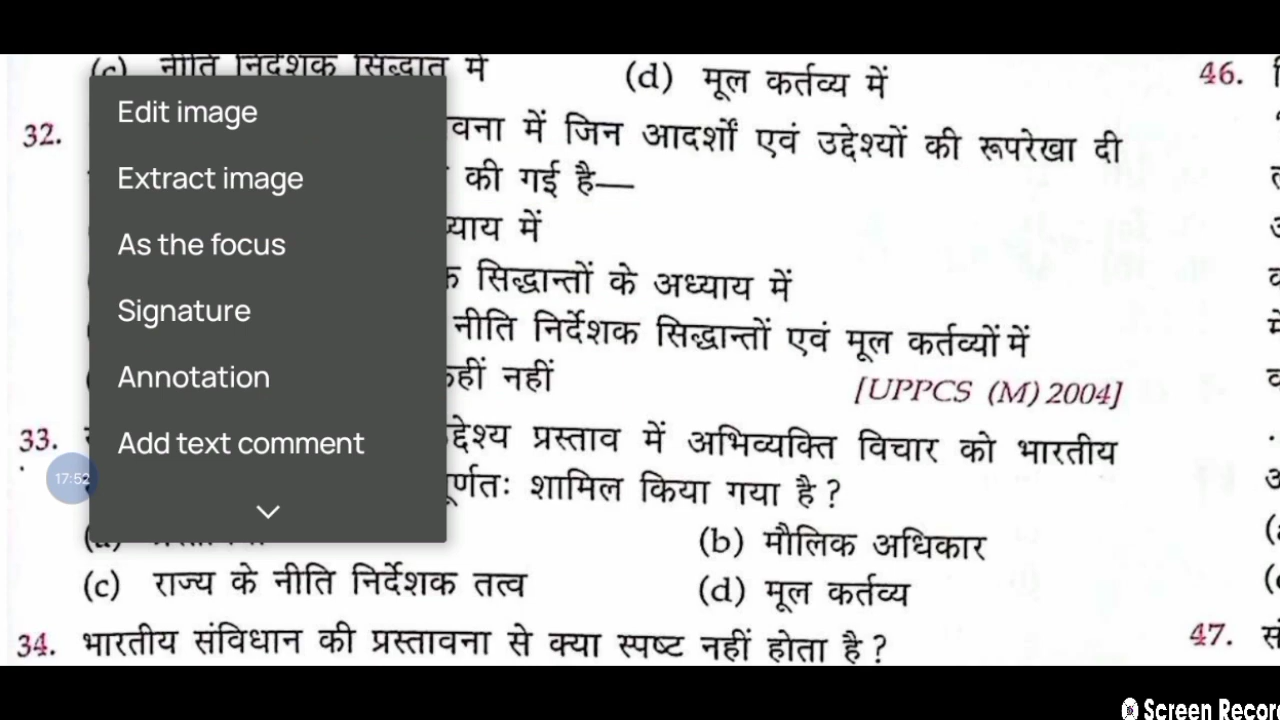 नीति निर्देशक सिद्धांत में
(d) मूल कर्तव्य में
32. वना में जिन आदर्शों एवं उद्देश्यों की रूपरेखा दी
की गई है—
याय में
सिद्धान्तों के अध्याय में
नीति निर्देशक सिद्धान्तों एवं मूल कर्तव्यों में
नहीं
[UPPCS (M) 2004]
33. द्देश्य प्रस्ताव में अभिव्यक्ति विचार को भारतीय
र्णतः शामिल किया गया है ?
(b) मौलिक अधिकार
(c) राज्य के नीति निर्देशक तत्व
(d) मूल कर्तव्य
34. भारतीय संविधान की प्रस्तावना से क्या स्पष्ट नहीं होता है ?
46.
47.
Edit image
Extract image
As the focus
Signature
Annotation
Add text comment
17:52
Screen Recor